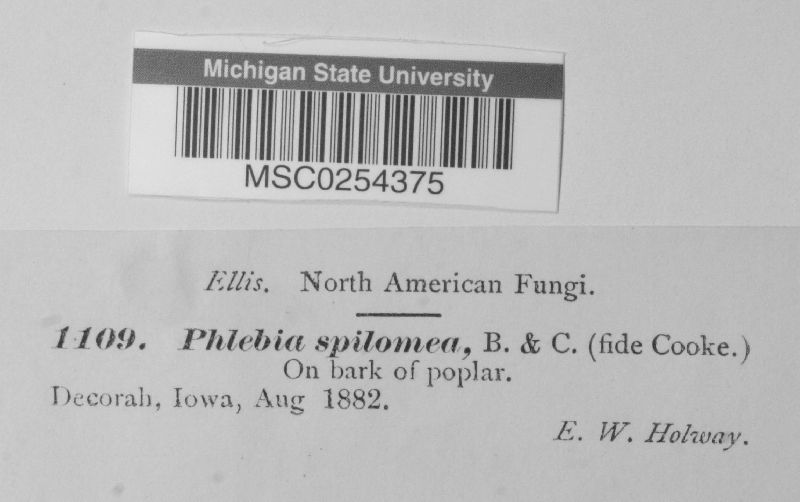 Michigan State University
MSC0254375
Ellis. North American Fungi.
1109. Phlebia spilomea, B. & C. (fide Cooke.)
On bark of poplar.
Decorah, Iowa, Aug 1882.
E. W. Holway.